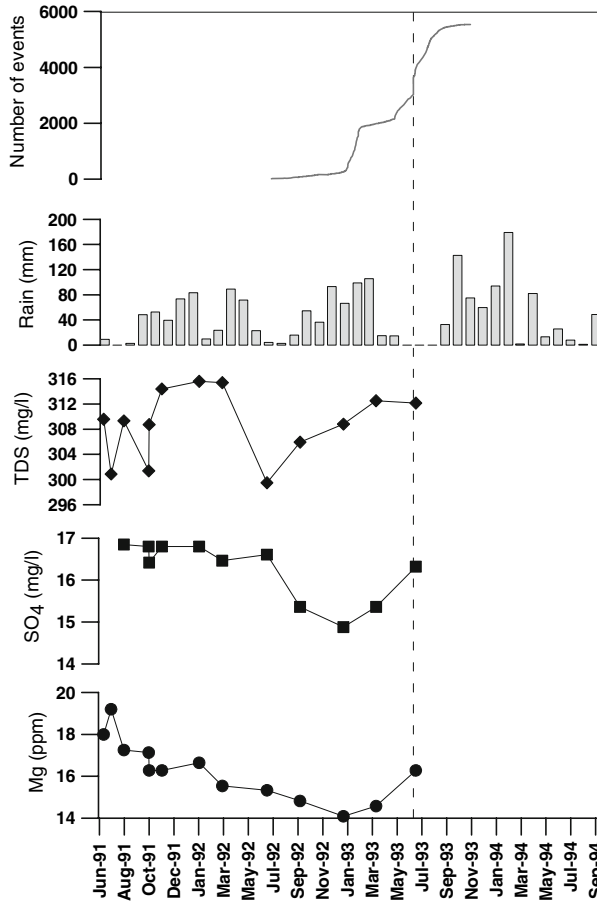 Number of events
6000
4000
2000
0
Rain (mm)
200
160
120
80
40
0
TDS (mg/l)
316
312
308
304
300
296
SO4 (mg/l)
17
16
15
14
Mg (ppm)
20
18
16
14
Jun-91
Aug-91
Oct-91
Dec-91
Jan-92
Mar-92
May-92
Jul-92
Sep-92
Nov-92
Jan-93
Mar-93
May-93
Jul-93
Sep-93
Nov-93
Jan-94
Mar-94
May-94
Jul-94
Sep-94